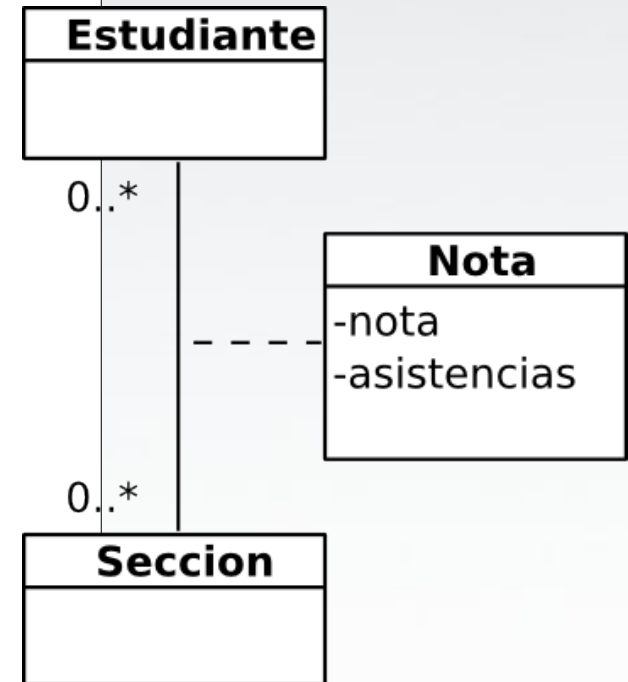 Estudiante
0..*
Nota
-nota
-asistencias
0..*
Seccion